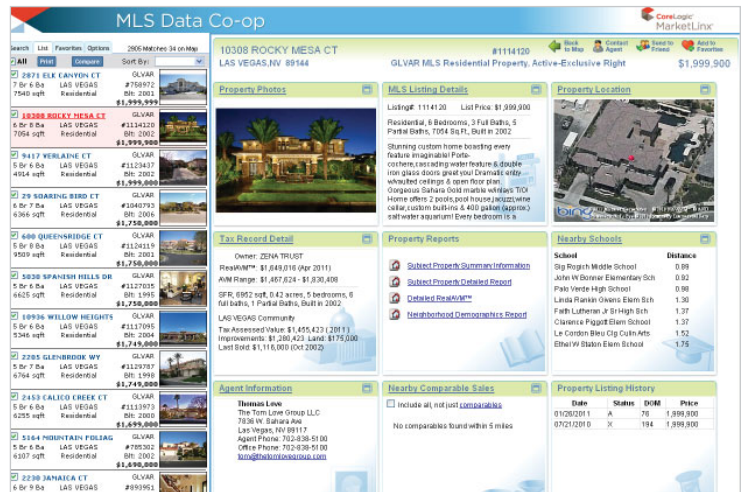 MLS Data Co-op
CoreLogic
MarketLinx
Search List Favorites Options
2905 Matches 34 on Map
All Print Compare Sort By:
2871 ELK CANYON CT GLVAR
7 Br 6 Ba LAS VEGAS #758972
7540 sqft Residential Blt: 2001
$1,999,999
10308 ROCKY MESA CT GLVAR
6 Br 8 Ba LAS VEGAS #1114120
7054 sqft Residential Blt: 2002
$1,999,900
9417 VERLAINE CT GLVAR
5 Br 6 Ba LAS VEGAS #1123437
4914 sqft Residential Blt: 2002
$1,999,000
29 SOARING BIRD CT GLVAR
6 Br 7 Ba LAS VEGAS #1040793
6366 sqft Residential Blt: 2006
$1,750,000
600 QUEENSRIDGE CT GLVAR
5 Br 8 Ba LAS VEGAS #1124119
9509 sqft Residential Blt: 2001
$1,750,000
5030 SPANISH HILLS DR GLVAR
5 Br 6 Ba LAS VEGAS #1127035
6625 sqft Residential Blt: 1995
$1,750,000
10936 WILLOW HEIGHTS GLVAR
5 Br 6 Ba LAS VEGAS #1117095
5346 sqft Residential Blt: 2004
$1,749,000
2285 GLENBROOK WY GLVAR
5 Br 7 Ba LAS VEGAS #1129787
6764 sqft Residential Blt: 1998
$1,749,000
2453 CALICO CREEK CT GLVAR
5 Br 6 Ba LAS VEGAS #1113973
6255 sqft Residential Blt: 2000
$1,699,000
5164 MOUNTAIN FOLIAG GLVAR
5 Br 6 Ba LAS VEGAS #785302
6107 sqft Residential Blt: 2002
$1,690,000
2230 JAMAICA CT GLVAR
6 Br 9 Ba LAS VEGAS #893951
10308 ROCKY MESA CT #1114120
Back to Map
Contact Agent
Send to Friend
Add to Favorites
LAS VEGAS,NV 89144 GLVAR MLS Residential Property, Active-Exclusive Right $1,999,900
Property Photos
MLS Listing Details
Listing#: 1114120 List Price: $1,999,900
Residential, 6 Bedrooms, 3 Full Baths, 5
Partial Baths, 7054 Sq.Ft., Built in 2002
Stunning custom home boasting every
feature imaginable! Porte-
cochere,cascading water feature & double
iron glass doors greet you! Dramatic entry
w/vaulted ceilings & open floor plan.
Gorgeous Sahara Gold marble w/inlays T/O!
Home offers 2 pools,pool house,jacuzzi,wine
cellar,custom built-ins & 400 gallon (approx.)
saltwater aquarium! Every bedroom is a
Property Location
bing
Tax Record Detail
Owner: ZENA TRUST
RealAVM™: $1,649,016 (Apr 2011)
AVM Range: $1,467,624 - $1,830,408
SFR, 6952 sqft, 0.42 acres, 5 bedrooms, 6
full baths, 1 Partial Baths, Built in 2002
LAS VEGAS Community
Tax Assessed Value: $1,455,423 ( 2011 )
Improvements: $1,280,423 Land: $175,000
Last Sold: $1,116,000 (Oct 2002)
Property Reports
Subject Property Summary Information
Subject Property Detailed Report
Detailed RealAVM™
Neighborhood Demographics Report
Nearby Schools
School Distance
Sig Rogich Middle School 0.89
John W Bonner Elementary Sch 0.92
Palo Verde High School 0.98
Linda Rankin Givens Elem Sch 1.30
Faith Lutheran Jr Sr High Sch 1.37
Clarence Piggott Elem School 1.37
Le Cordon Bleu Clg Culin Arts 1.52
Ethel W Staton Elem School 1.75
Agent Information
Thomas Love
The Tom Love Group LLC
7836 W. Sahara Ave
Las Vegas, NV 89117
Agent Phone: 702-838-5100
Office Phone: 702-838-5100
tom@thetomlovegroup.com
Nearby Comparable Sales
Include all, not just comparables
No comparables found within 5 miles
Property Listing History
Date Status DOM Price
01/26/2011 A 76 1,999,900
07/21/2010 X 194 1,999,900